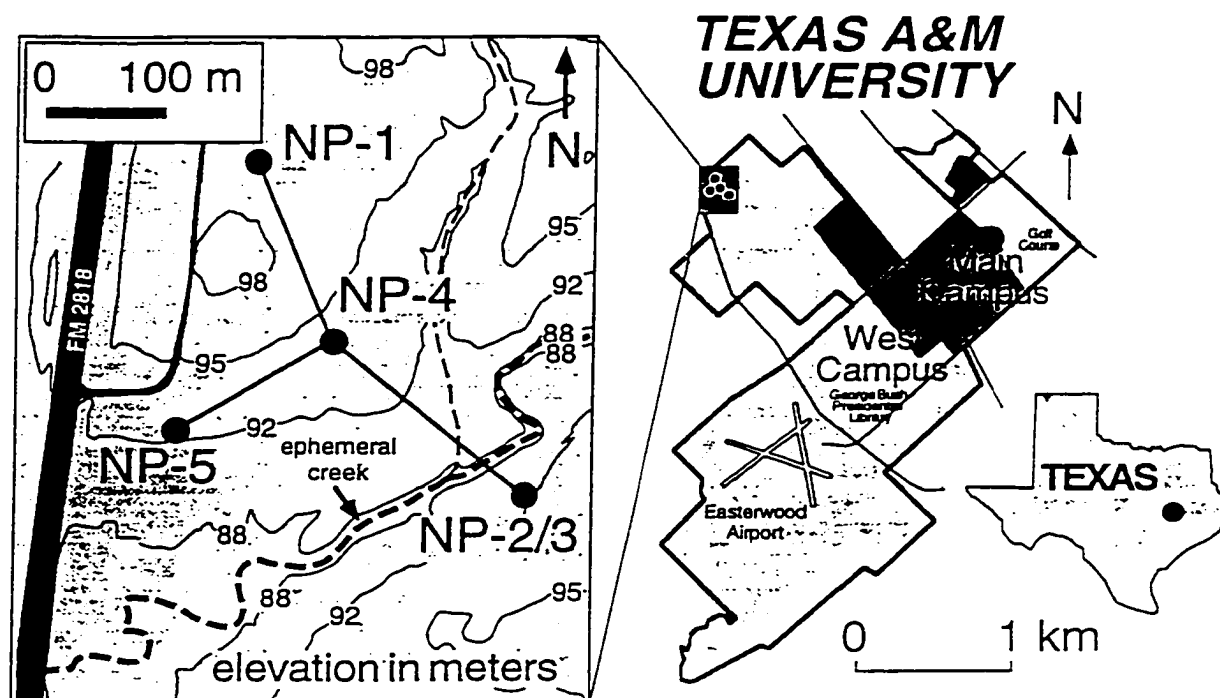 0 100 m
98
N
NP-1
95
98
NP-4
92
FM 2818
88
88
95
92
NP-5
ephemeral
creek
NP-2/3
88
88
92
95
elevation in meters
TEXAS A&M
UNIVERSITY
N
Golf
Course
Main
Campus
West
Campus
George Bush
Presidential
Library
TEXAS
Easterwood
Airport
0 1 km